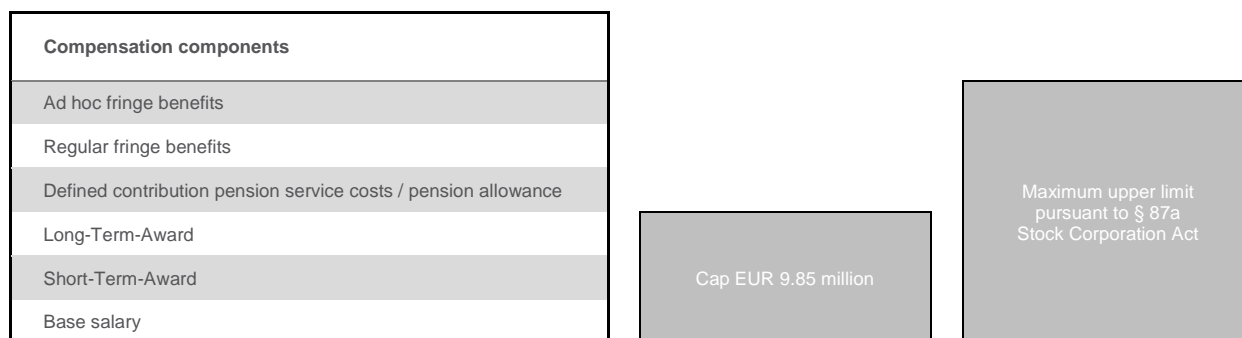 Compensation components
Ad hoc fringe benefits
Regular fringe benefits
Defined contribution pension service costs / pension allowance
Long-Term-Award
Short-Term-Award
Base salary
Cap EUR 9.85 million
Maximum upper limit
pursuant to § 87a
Stock Corporation Act